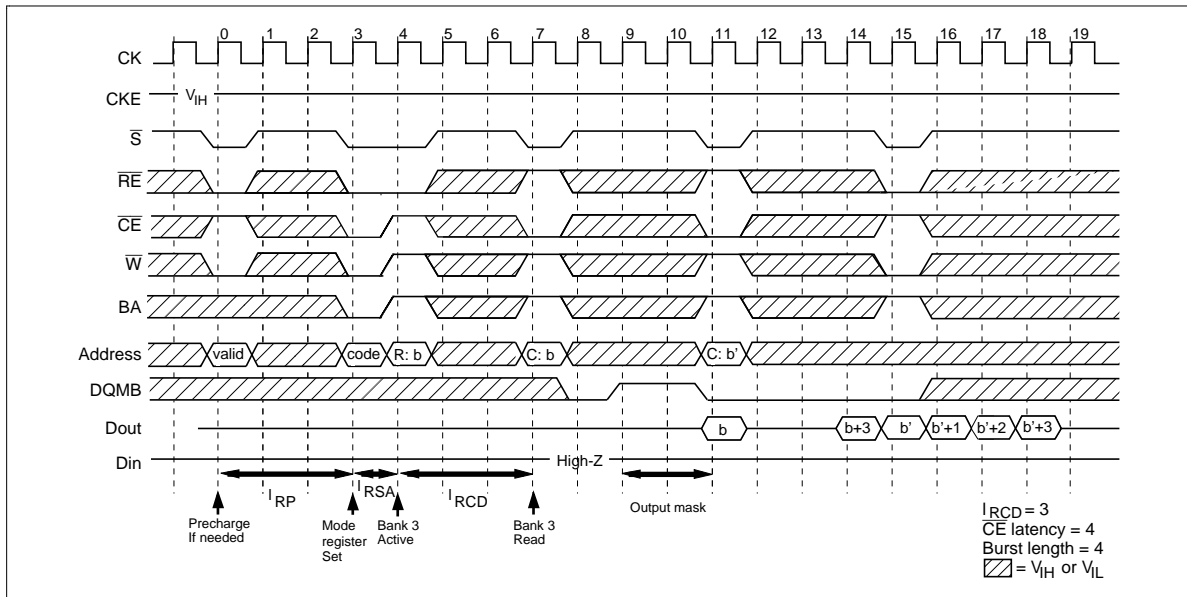 0 1 2 3 4 5 6 7 8 9 10 11 12 13 14 15 16 17 18 19
CK
CKE VIH
S
RE
CE
W
BA
Address valid code R: b C: b C: b'
DQMB
Dout b b+3 b' b'+1 b'+2 b'+3
Din High-Z
lRP lRSA lRCD Output mask
Precharge
If needed
Mode
register
Set
Bank 3
Active
Bank 3
Read
lRCD = 3
CE latency = 4
Burst length = 4
= VIH or VIL